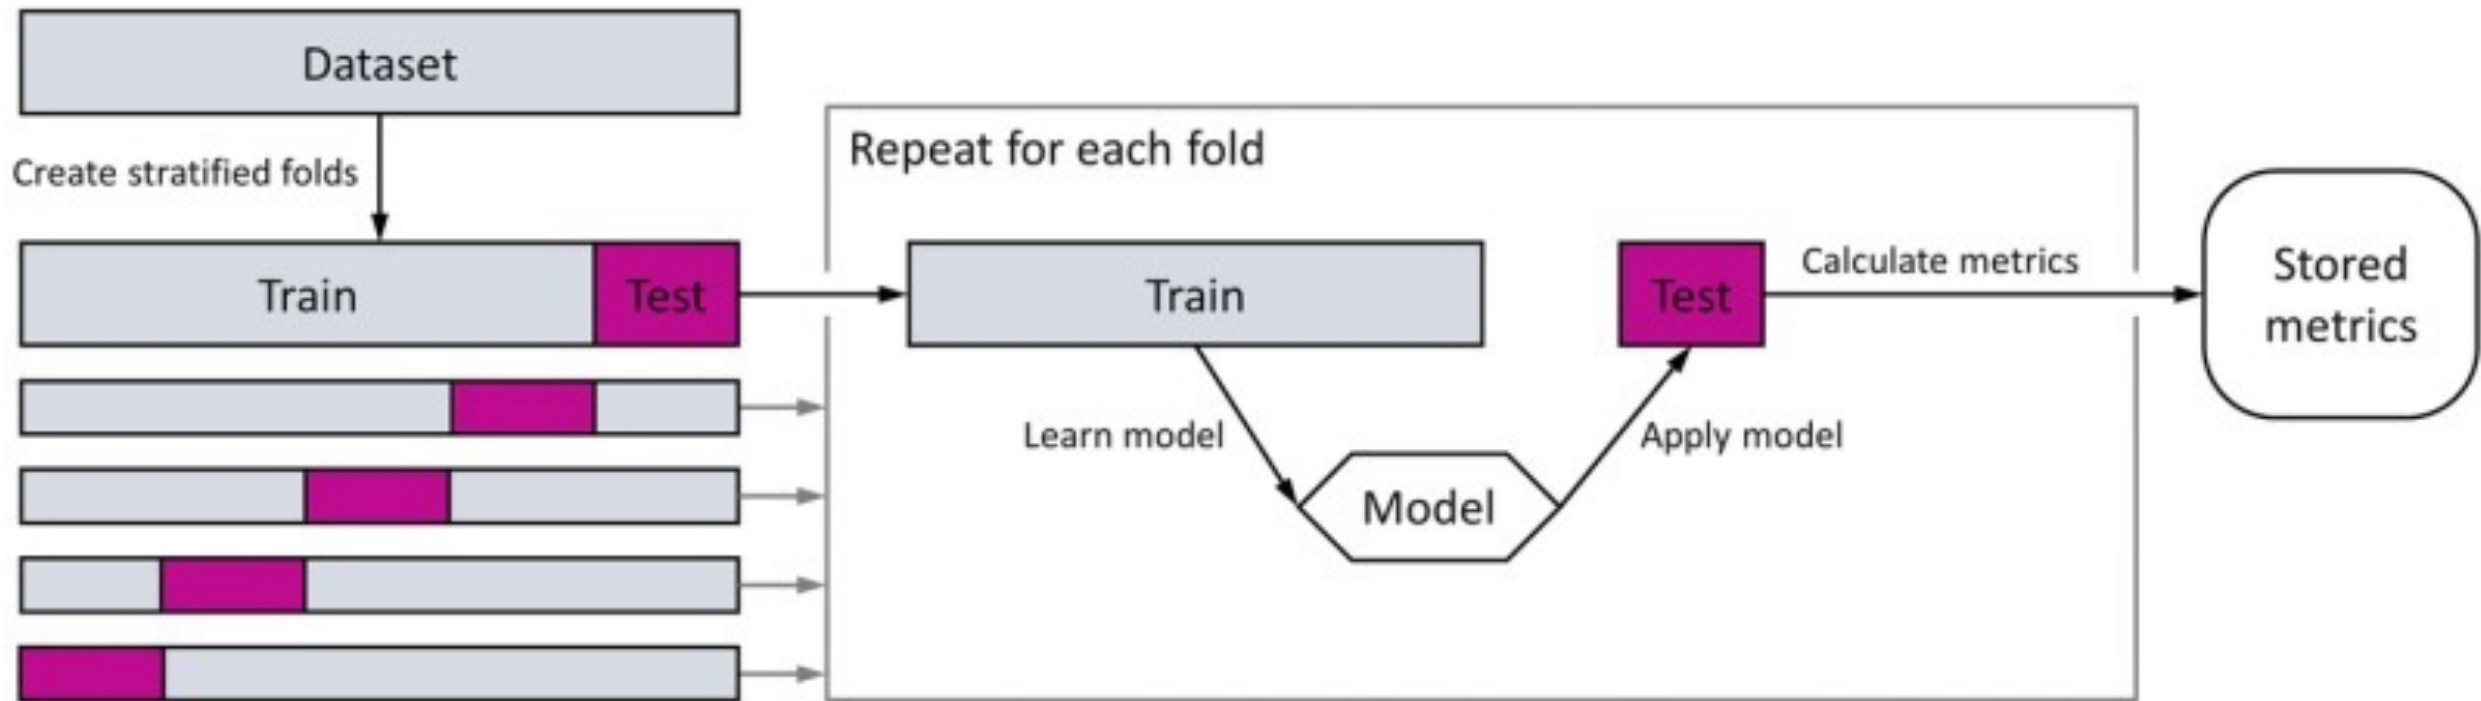 Dataset
Create stratified folds
Repeat for each fold
Train
Test
Train
Test
Calculate metrics
Stored
metrics
Learn model
Apply model
Model